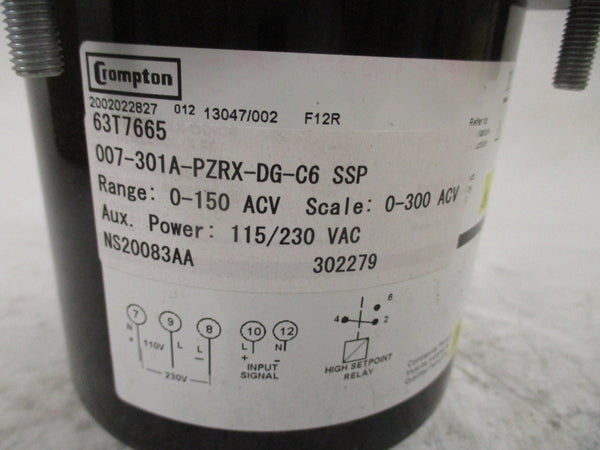 Crompton
2002022827 012 13047/002 F12R
63T7665
007-301A-PZRX-DG-C6 SSP
Range: 0-150 ACV Scale: 0-300 ACV
Aux. Power: 115/230 VAC
NS20083AA 302279
Refer to
7 9 8 10 12
N L L L N
+ - + -
110V
230V
INPUT
SIGNAL
6
4 2
HIGH SETPOINT
RELAY